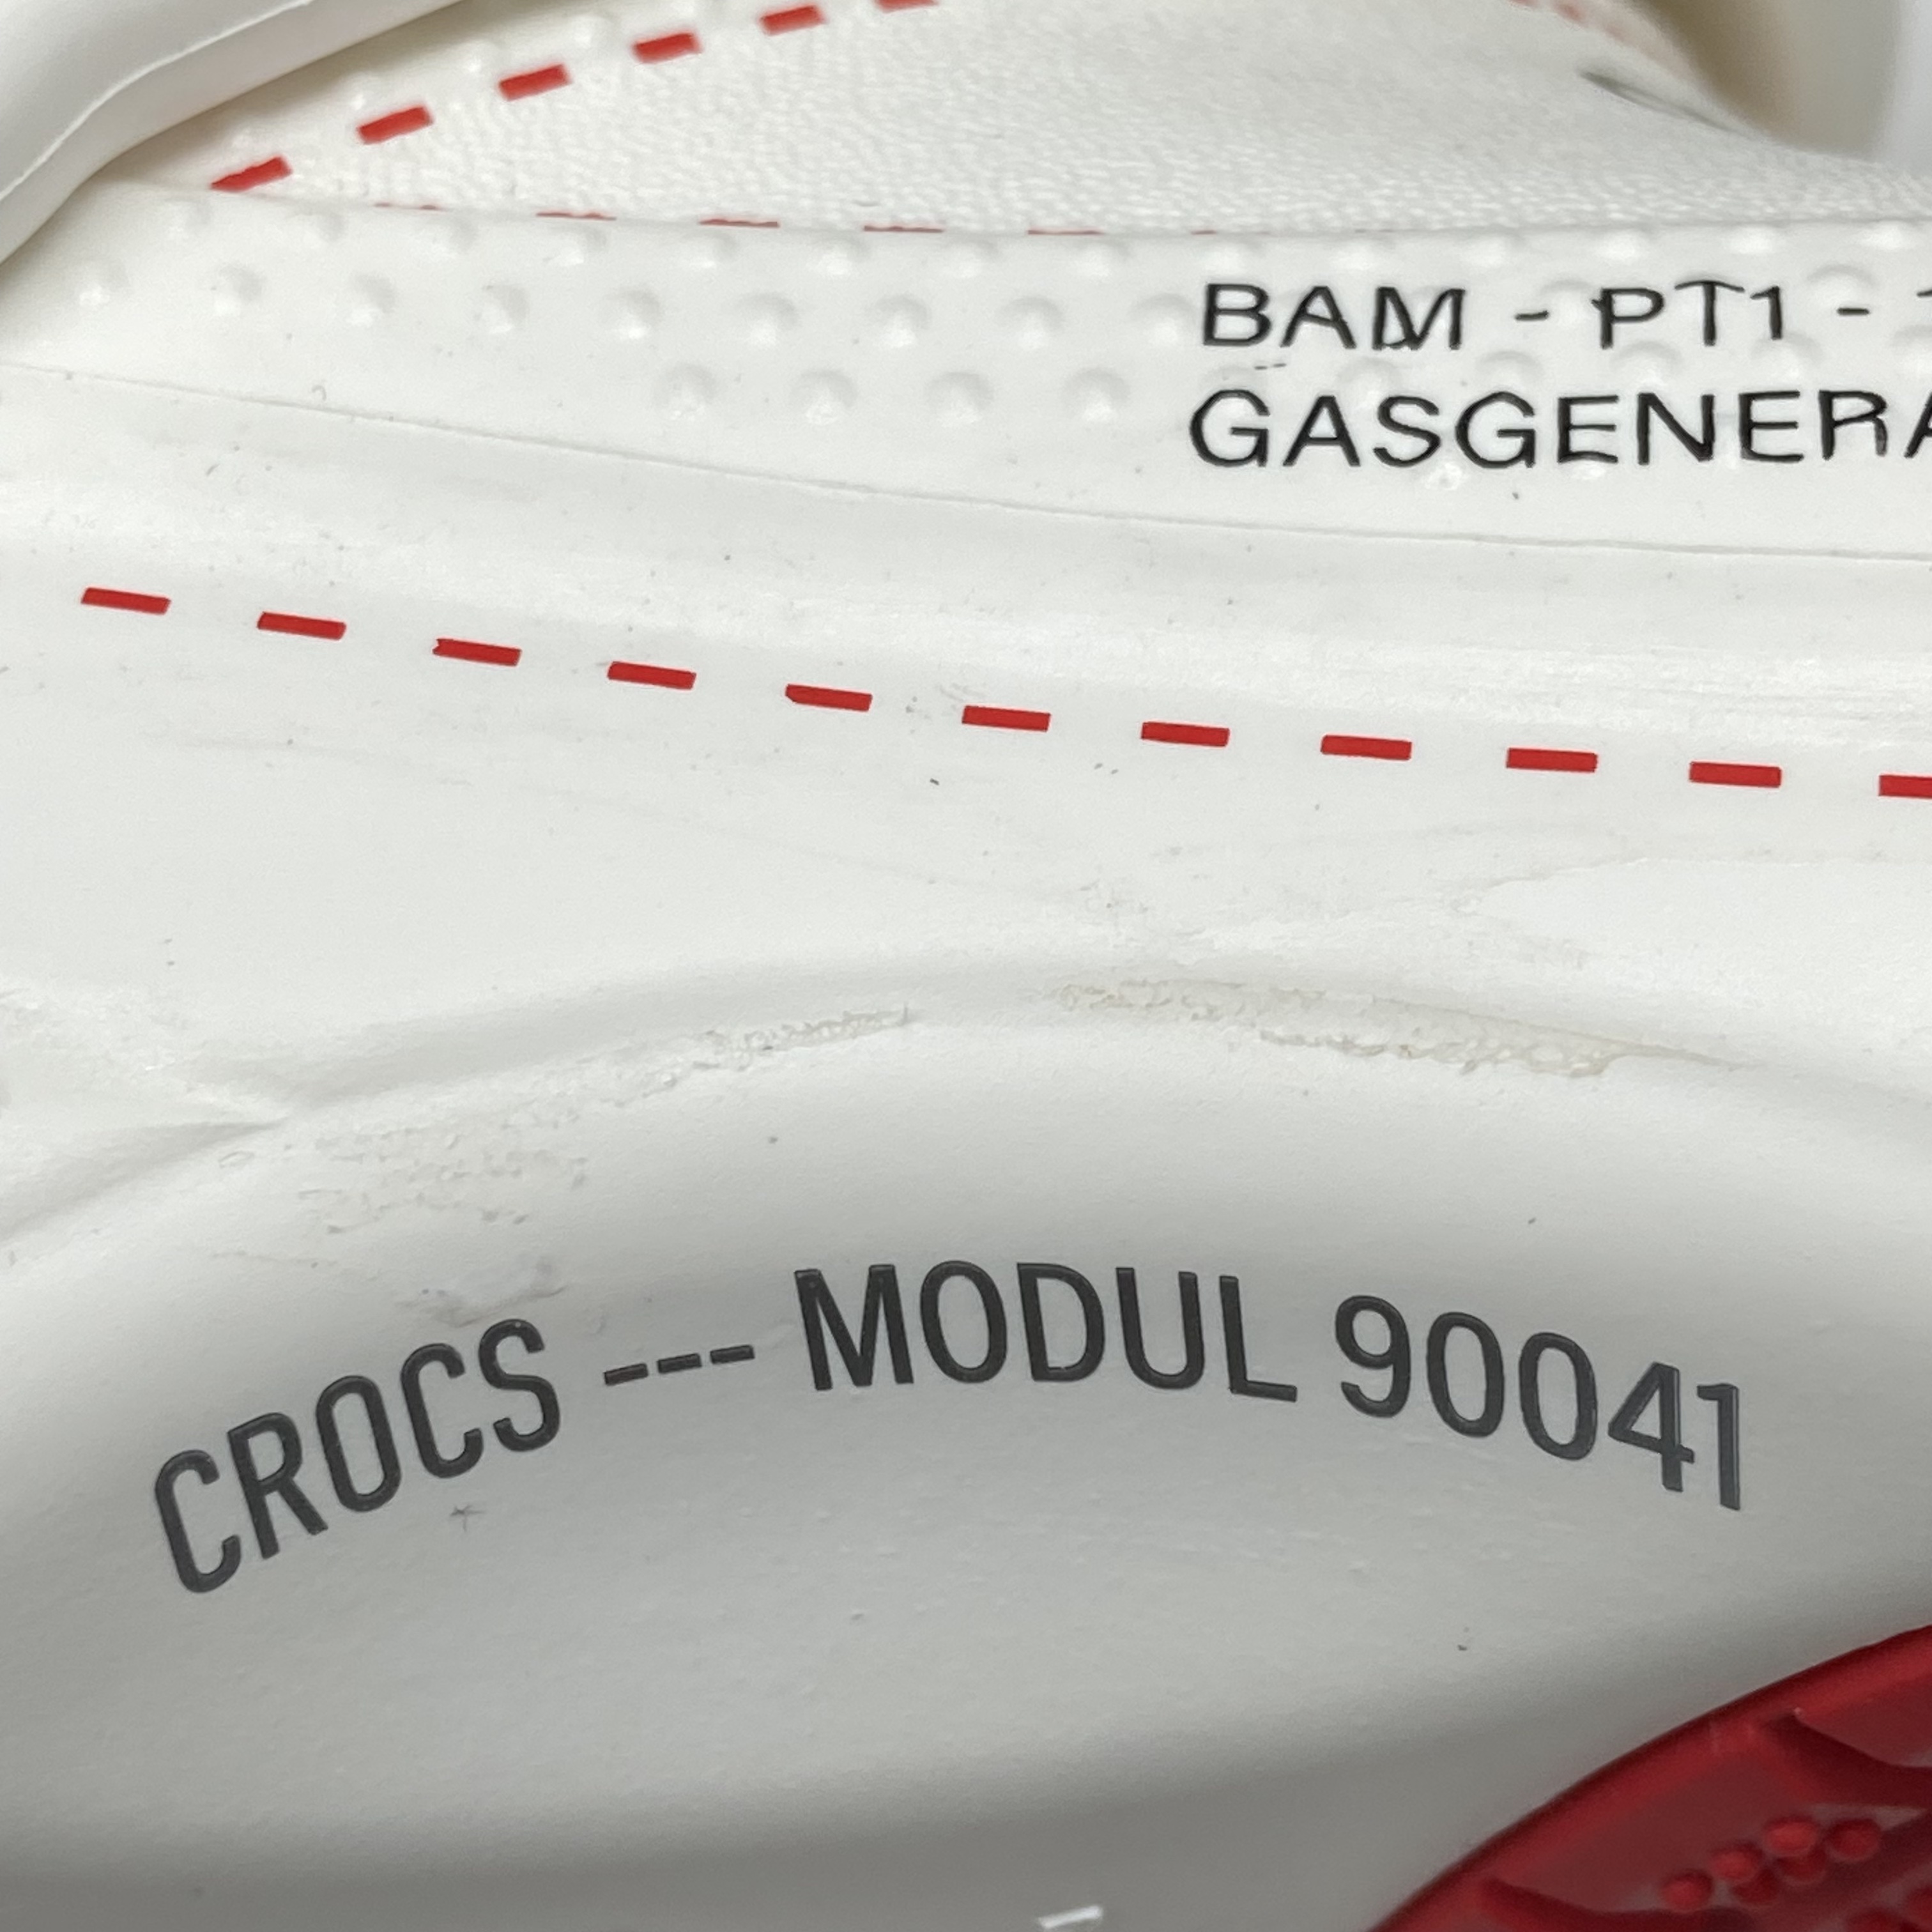 BAM - PT1 -
GASGENERA
CROCS --- MODUL 90041